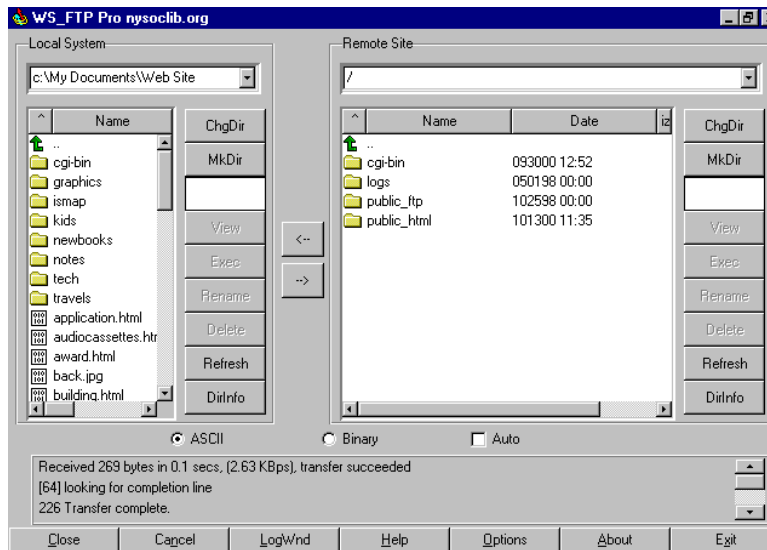 WS_FTP Pro nysoclib.org
Local System
c:\My Documents\Web Site
^ Name
..
cgi-bin
graphics
ismap
kids
newbooks
notes
tech
travels
application.html
audiocassettes.htr
award.html
back.jpg
building.html
ChgDir
MkDir
View
Exec
Rename
Delete
Refresh
DirInfo
<--
-->
Remote Site
/
^ Name Date iz
..
cgi-bin 093000 12:52
logs 050198 00:00
public_ftp 102598 00:00
public_html 101300 11:35
ChgDir
MkDir
View
Exec
Rename
Delete
Refresh
DirInfo
ASCII Binary Auto
Received 269 bytes in 0.1 secs, (2.63 KBps), transfer succeeded
[64] looking for completion line
226 Transfer complete.
Close Cancel LogWnd Help Options About Exit